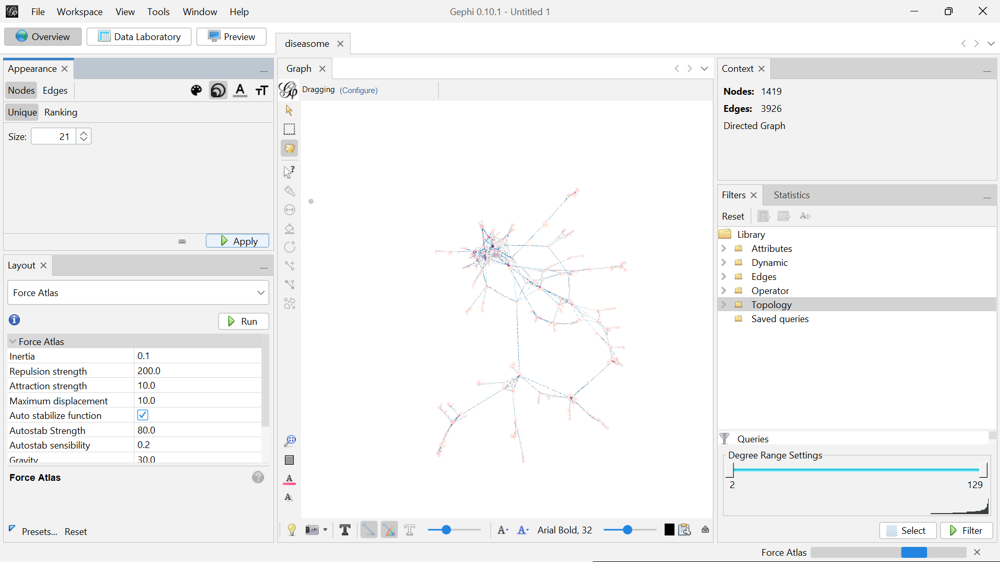 File Workspace View Tools Window Help
Gephi 0.10.1 - Untitled 1
Overview Data Laboratory Preview
diseasome
Appearance
Nodes Edges
Unique Ranking
Size: 21
Apply
Layout
Force Atlas
Run
Force Atlas
Inertia 0.1
Repulsion strength 200.0
Attraction strength 10.0
Maximum displacement 10.0
Auto stabilize function
Autostab Strength 80.0
Autostab sensibility 0.2
Gravity 30.0
Force Atlas
Presets... Reset
Graph
Dragging (Configure)
Arial Bold, 32
Context
Nodes: 1419
Edges: 3926
Directed Graph
Filters Statistics
Reset
Library
Attributes
Dynamic
Edges
Operator
Topology
Saved queries
Queries
Degree Range Settings
2 129
Select Filter
Force Atlas